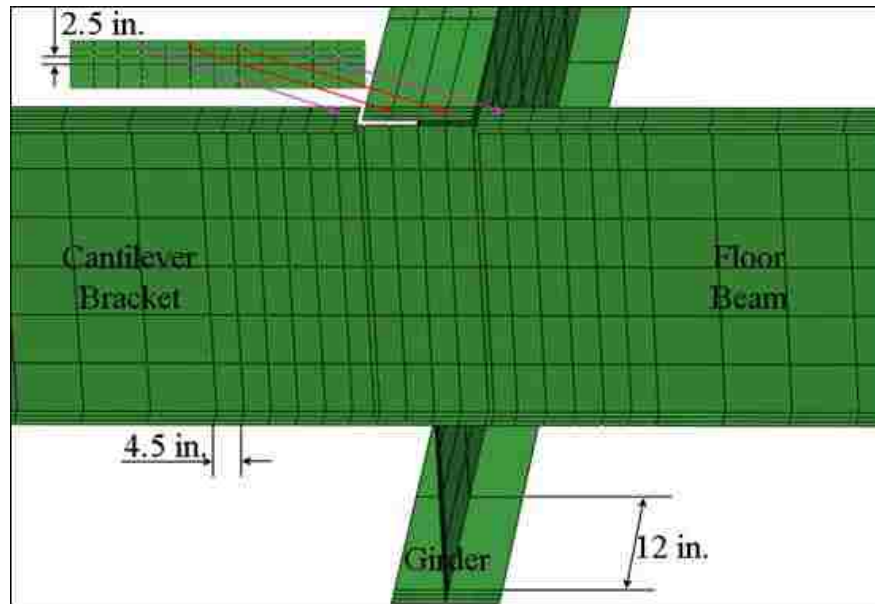 2.5 in.
Cantilever
Bracket
Floor
Beam
4.5 in.
12 in.
Girder